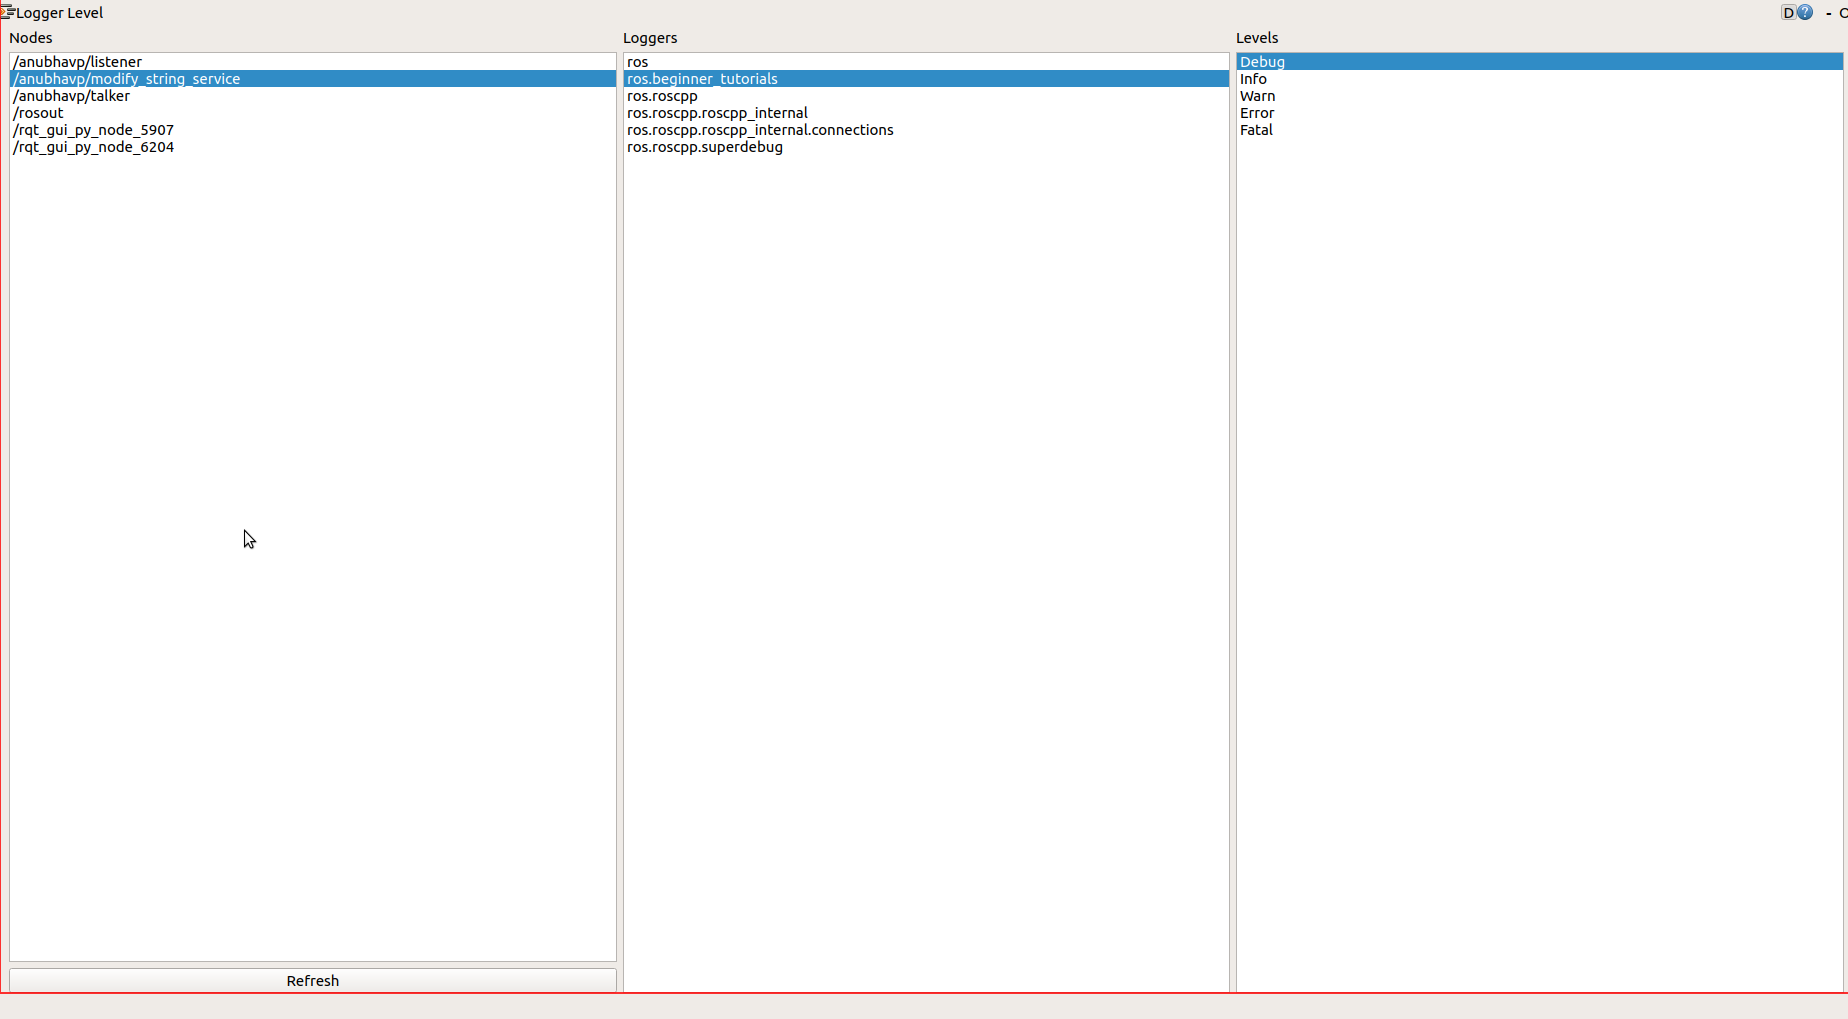 Logger Level
D ? - O
Nodes
/anubhavp/listener
/anubhavp/modify_string_service
/anubhavp/talker
/rosout
/rqt_gui_py_node_5907
/rqt_gui_py_node_6204
Refresh
Loggers
ros
ros.beginner_tutorials
ros.roscpp
ros.roscpp.roscpp_internal
ros.roscpp.roscpp_internal.connections
ros.roscpp.superdebug
Levels
Debug
Info
Warn
Error
Fatal